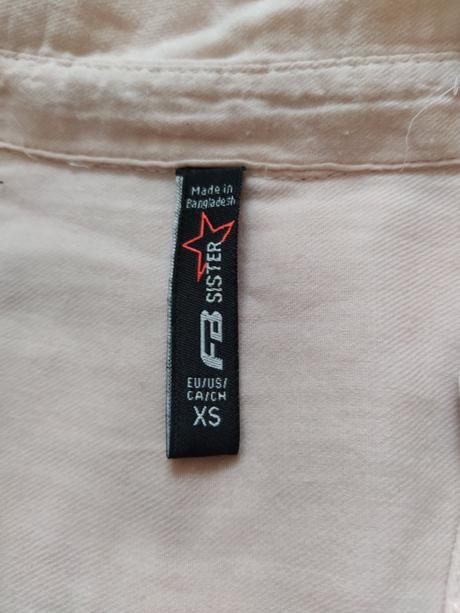 Made in
Bangladesh
FB SISTER
EU/US/
CA/CH
XS